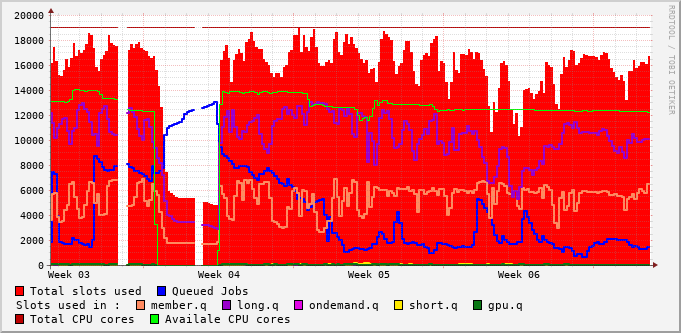 20000
18000
16000
14000
12000
10000
8000
6000
4000
2000
0
Week 03 Week 04 Week 05 Week 06
RRDTOOL / TOBI OETIKER
Total slots used Queued Jobs
Slots used in : member.q long.q ondemand.q short.q gpu.q
Total CPU cores Availale CPU cores